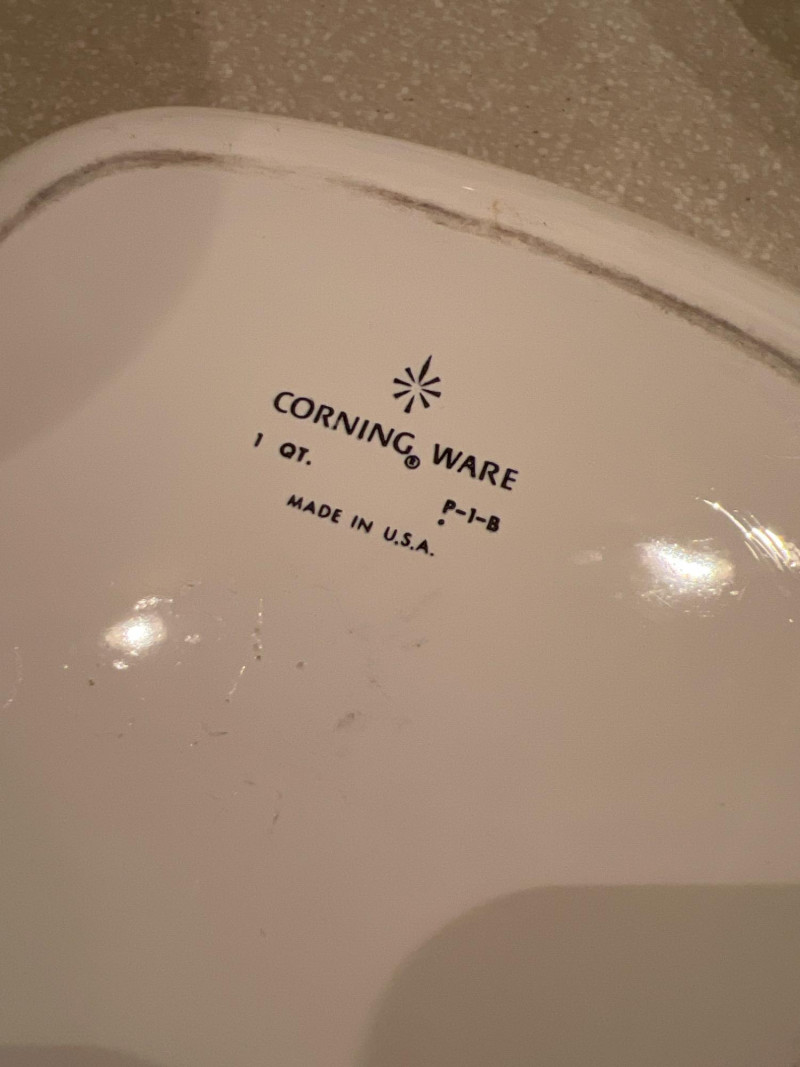 CORNING® WARE
1 QT. P-1-B
MADE IN U.S.A.